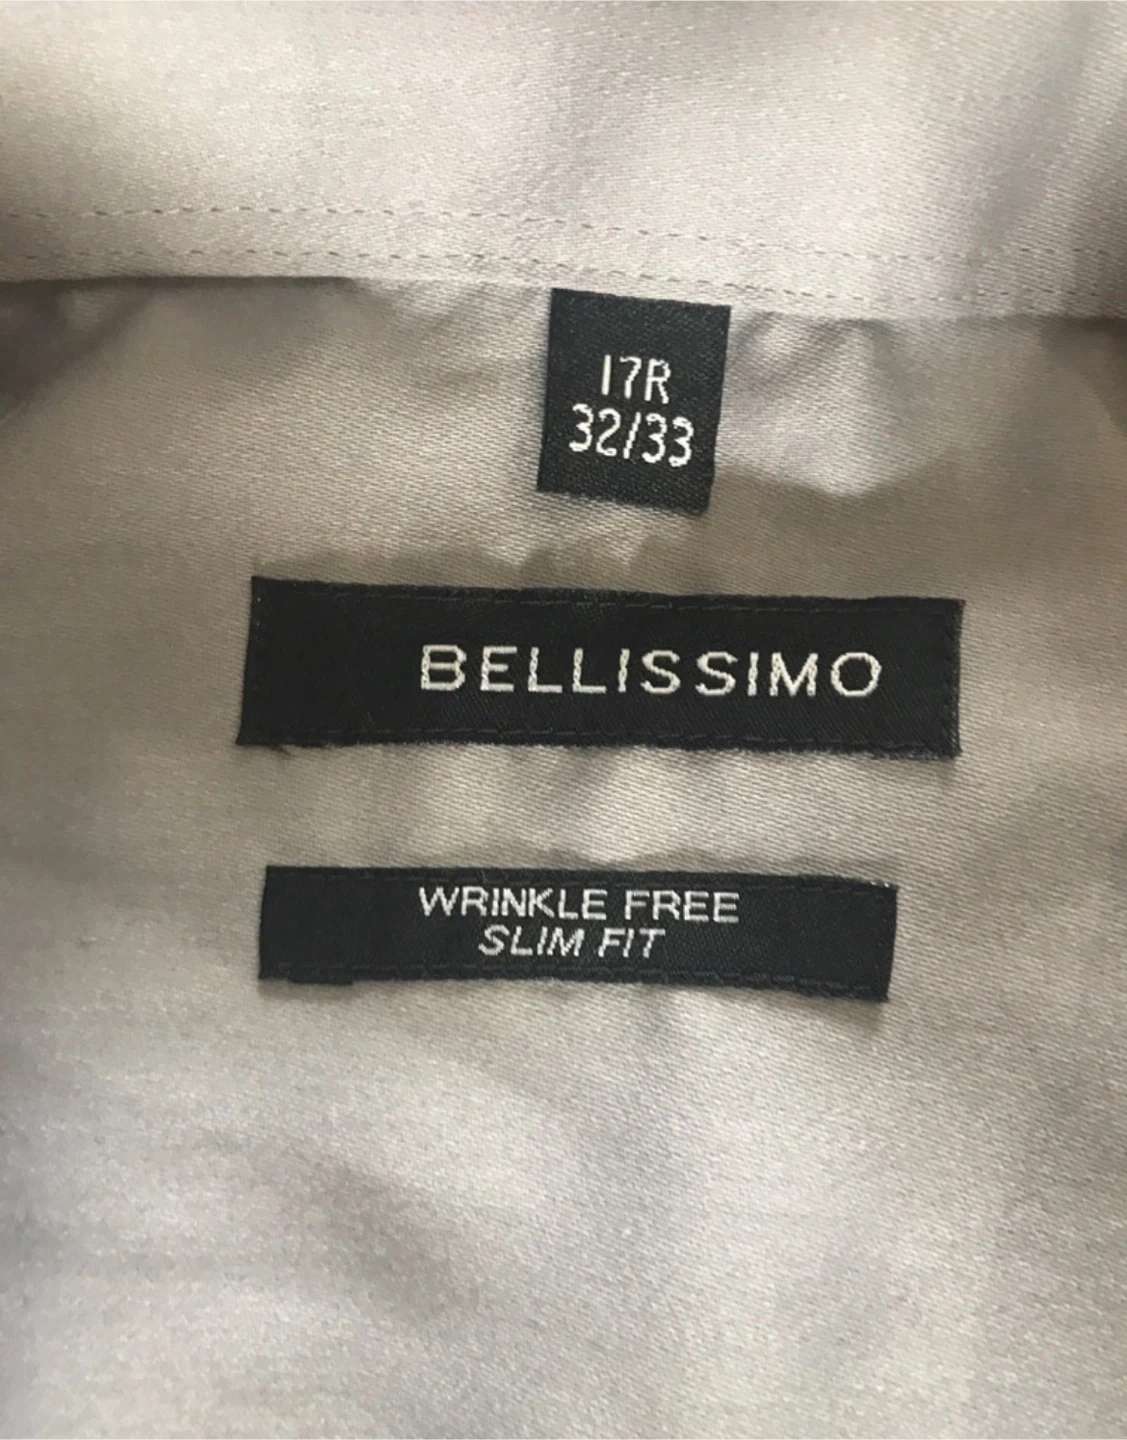 17R
32/33
BELLISSIMO
WRINKLE FREE
SLIM FIT